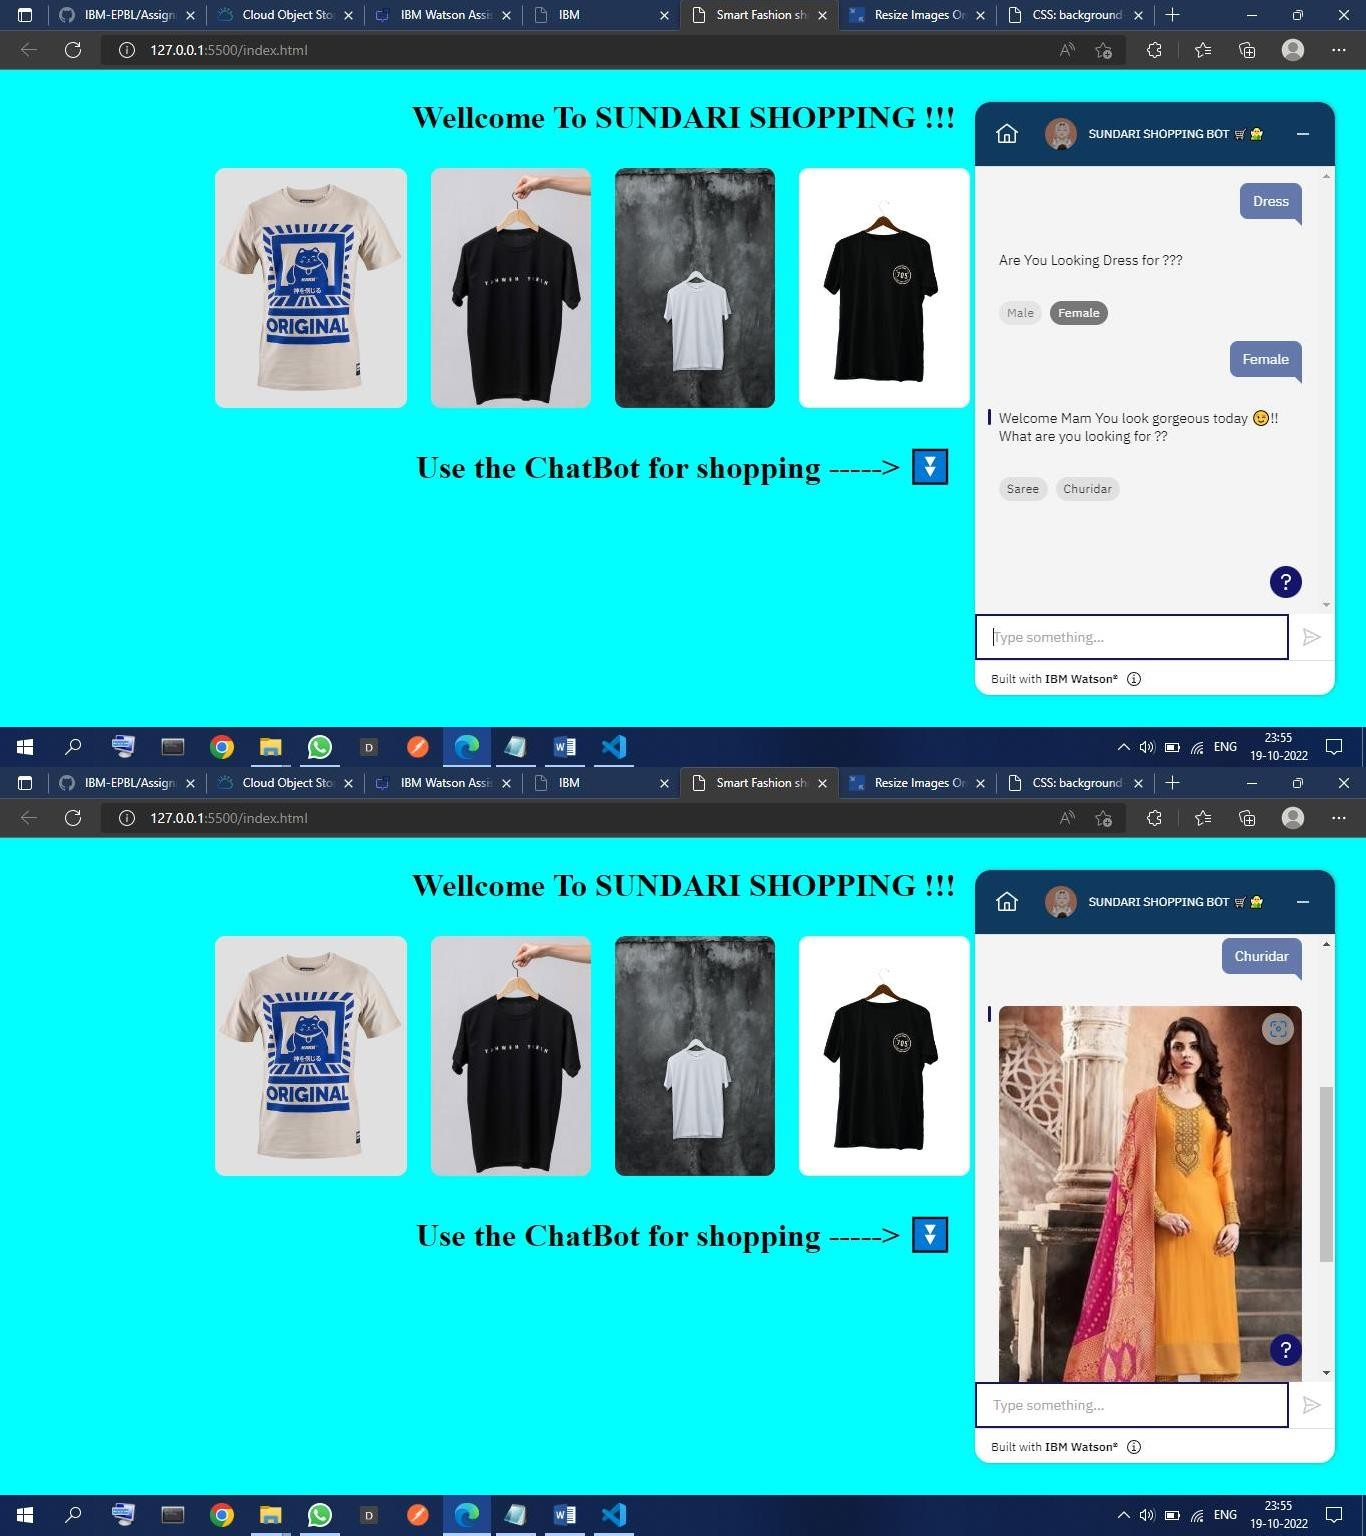 IBM-EPBL/Assign
Cloud Object Sto
IBM Watson Assis
IBM
Smart Fashion sh
Resize Images On
CSS: background-
127.0.0.1:5500/index.html
Wellcome To SUNDARI SHOPPING !!!
ORIGINAL
705
Use the ChatBot for shopping ----->
SUNDARI SHOPPING BOT
Dress
Are You Looking Dress for ???
Male
Female
Female
Welcome Mam You look gorgeous today 😉!!
What are you looking for ??
Saree
Churidar
?
Type something...
Built with IBM Watson®
D
ENG
23:55
19-10-2022
IBM-EPBL/Assign
Cloud Object Sto
IBM Watson Assis
IBM
Smart Fashion sh
Resize Images On
CSS: background-
127.0.0.1:5500/index.html
Wellcome To SUNDARI SHOPPING !!!
ORIGINAL
705
Use the ChatBot for shopping ----->
SUNDARI SHOPPING BOT
Churidar
?
Type something...
Built with IBM Watson®
D
ENG
23:55
19-10-2022